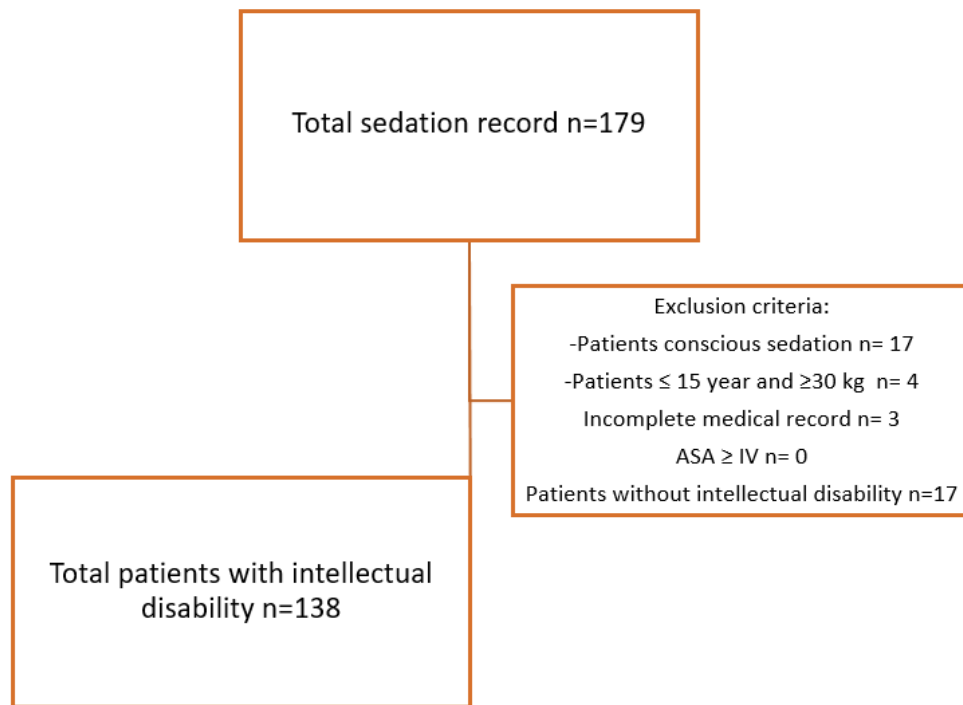 Total sedation record n=179
Exclusion criteria:
-Patients conscious sedation n= 17
-Patients ≤ 15 year and ≥30 kg  n= 4
Incomplete medical record n= 3
ASA ≥ IV n= 0
Patients without intellectual disability n=17
Total patients with intellectual
disability n=138